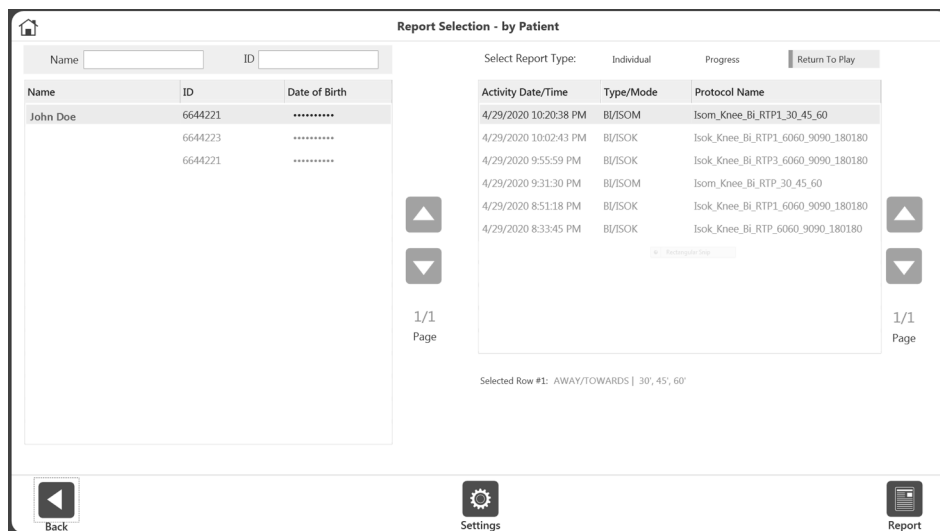 Report Selection - by Patient
Name
ID
Select Report Type:
Individual
Progress
Return To Play
Name ID Date of Birth
John Doe 6644221 ••••••••••
6644223 ••••••••••
6644221 ••••••••••
Activity Date/Time Type/Mode Protocol Name
4/29/2020 10:20:38 PM BI/ISOM Isom_Knee_Bi_RTP1_30_45_60
4/29/2020 10:02:43 PM BI/ISOK Isok_Knee_Bi_RTP1_6060_9090_180180
4/29/2020 9:55:59 PM BI/ISOK Isok_Knee_Bi_RTP3_6060_9090_180180
4/29/2020 9:31:30 PM BI/ISOM Isom_Knee_Bi_RTP_30_45_60
4/29/2020 8:51:18 PM BI/ISOK Isok_Knee_Bi_RTP1_6060_9090_180180
4/29/2020 8:33:45 PM BI/ISOK Isok_Knee_Bi_RTP_6060_9090_180180
Rectangular Snip
1/1
Page
1/1
Page
Selected Row #1: AWAY/TOWARDS | 30', 45', 60'
Back
Settings
Report